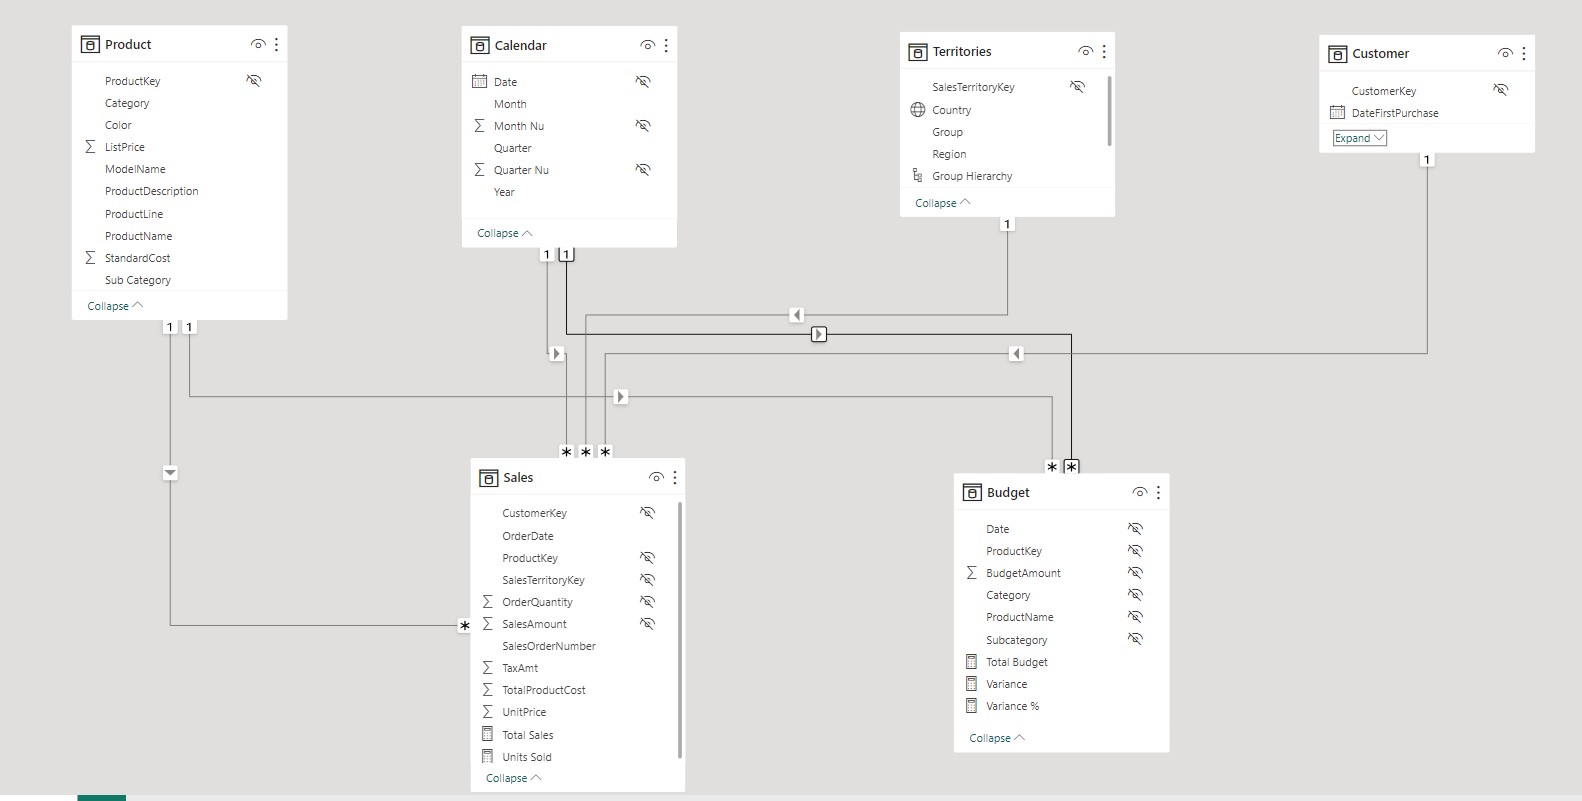 Product
ProductKey
Category
Color
ListPrice
ModelName
ProductDescription
ProductLine
ProductName
StandardCost
Sub Category
Collapse
1
1
Calendar
Date
Month
Month Nu
Quarter
Quarter Nu
Year
Collapse
1
1
Territories
SalesTerritoryKey
Country
Group
Region
Group Hierarchy
Collapse
1
Customer
CustomerKey
DateFirstPurchase
Expand
1
* * *
*
Sales
CustomerKey
OrderDate
ProductKey
SalesTerritoryKey
OrderQuantity
SalesAmount
SalesOrderNumber
TaxAmt
TotalProductCost
UnitPrice
Total Sales
Units Sold
Collapse
* *
Budget
Date
ProductKey
BudgetAmount
Category
ProductName
Subcategory
Total Budget
Variance
Variance %
Collapse